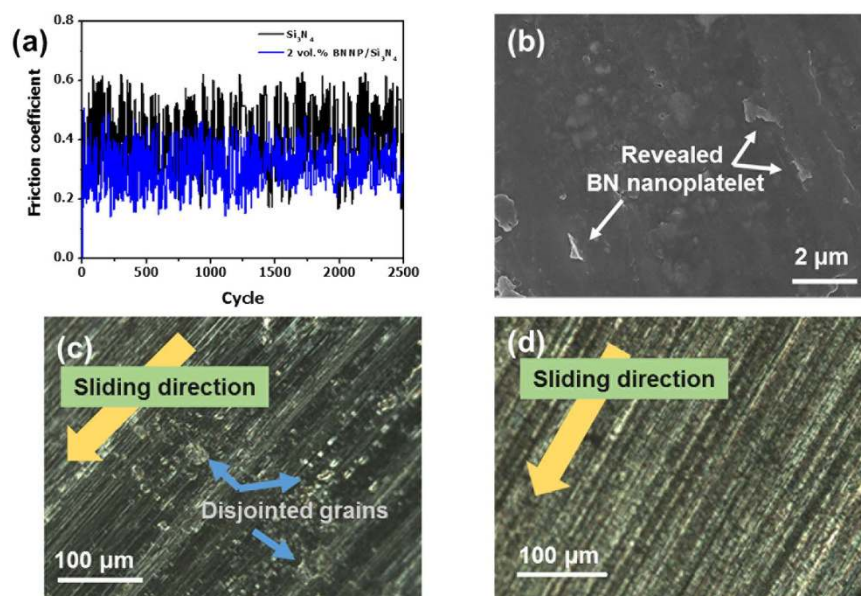 (a)
Si₃N₄
2 vol.% BNNP/Si₃N₄
Friction coefficient
0.8
0.6
0.4
0.2
0.0
0
500
1000
1500
2000
2500
Cycle
(b)
Revealed
BN nanoplatelet
2 μm
(c)
Sliding direction
Disjointed grains
100 μm
(d)
Sliding direction
100 μm